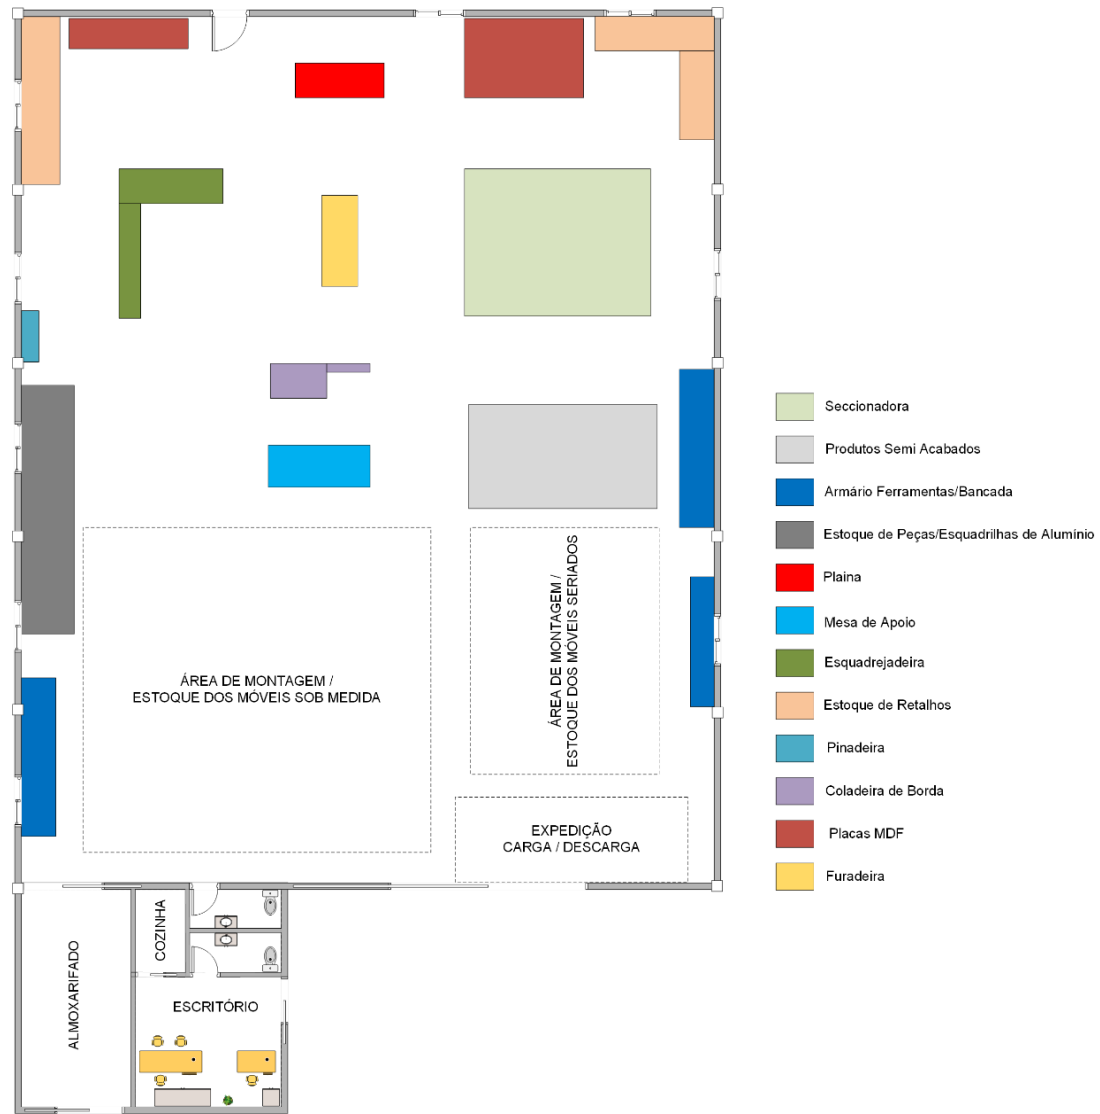 ÁREA DE MONTAGEM /
ESTOQUE DOS MÓVEIS SOB MEDIDA
ÁREA DE MONTAGEM /
ESTOQUE DOS MÓVEIS SERIADOS
EXPEDIÇÃO
CARGA / DESCARGA
ALMOXARIFADO
COZINHA
ESCRITÓRIO
Seccionadora
Produtos Semi Acabados
Armário Ferramentas/Bancada
Estoque de Peças/Esquadrilhas de Alumínio
Plaina
Mesa de Apoio
Esquadrejadeira
Estoque de Retalhos
Pinadeira
Coladeira de Borda
Placas MDF
Furadeira